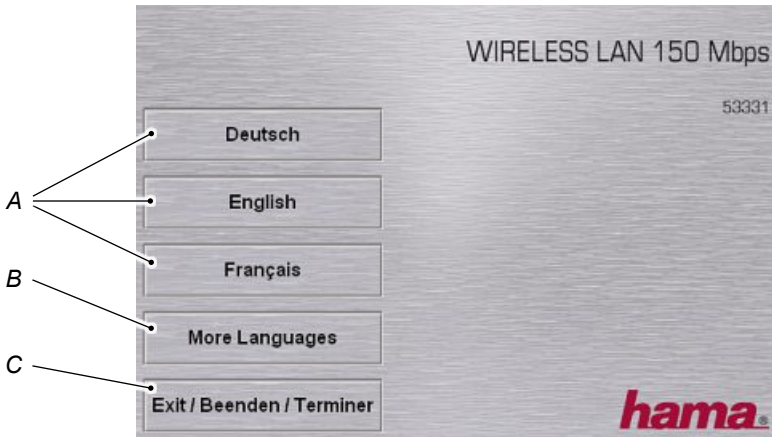 WIRELESS LAN 150 Mbps
53331
Deutsch
A
English
Français
B
More Languages
C
Exit / Beenden / Terminer
hama®